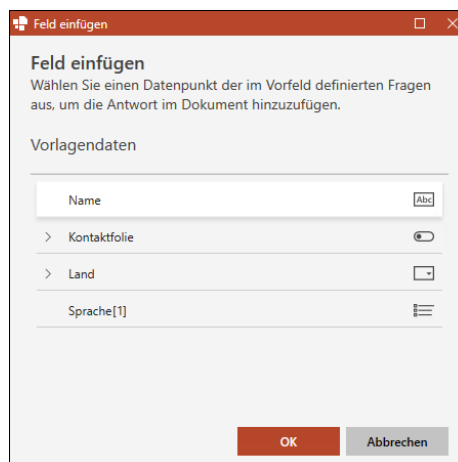 Feld einfügen
Feld einfügen
Wählen Sie einen Datenpunkt der im Vorfeld definierten Fragen
aus, um die Antwort im Dokument hinzuzufügen.
Vorlagendaten
Name Abc
Kontaktfolie
Land
Sprache[1]
OK Abbrechen